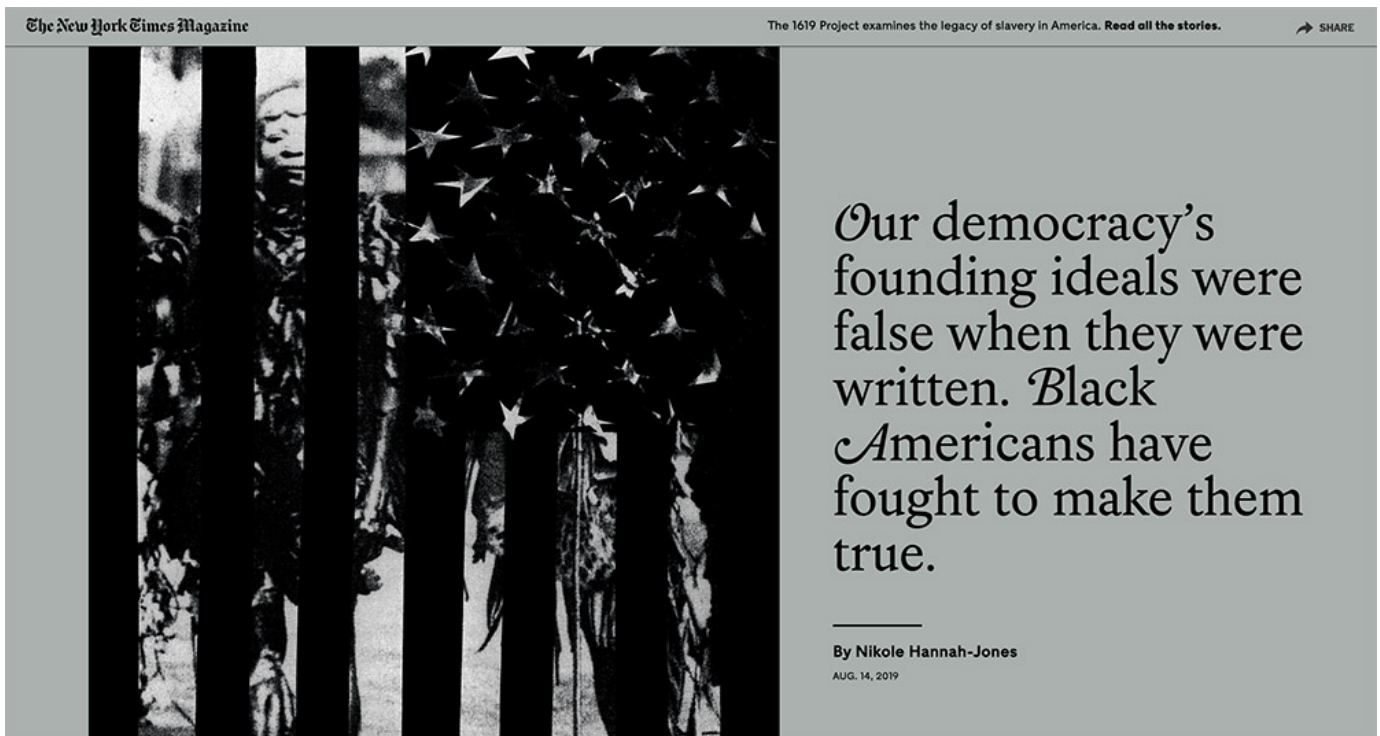 The New York Times Magazine
The 1619 Project examines the legacy of slavery in America. Read all the stories.
SHARE
Our democracy’s
founding ideals were
false when they were
written. Black
Americans have
fought to make them
true.
By Nikole Hannah-Jones
AUG. 14, 2019